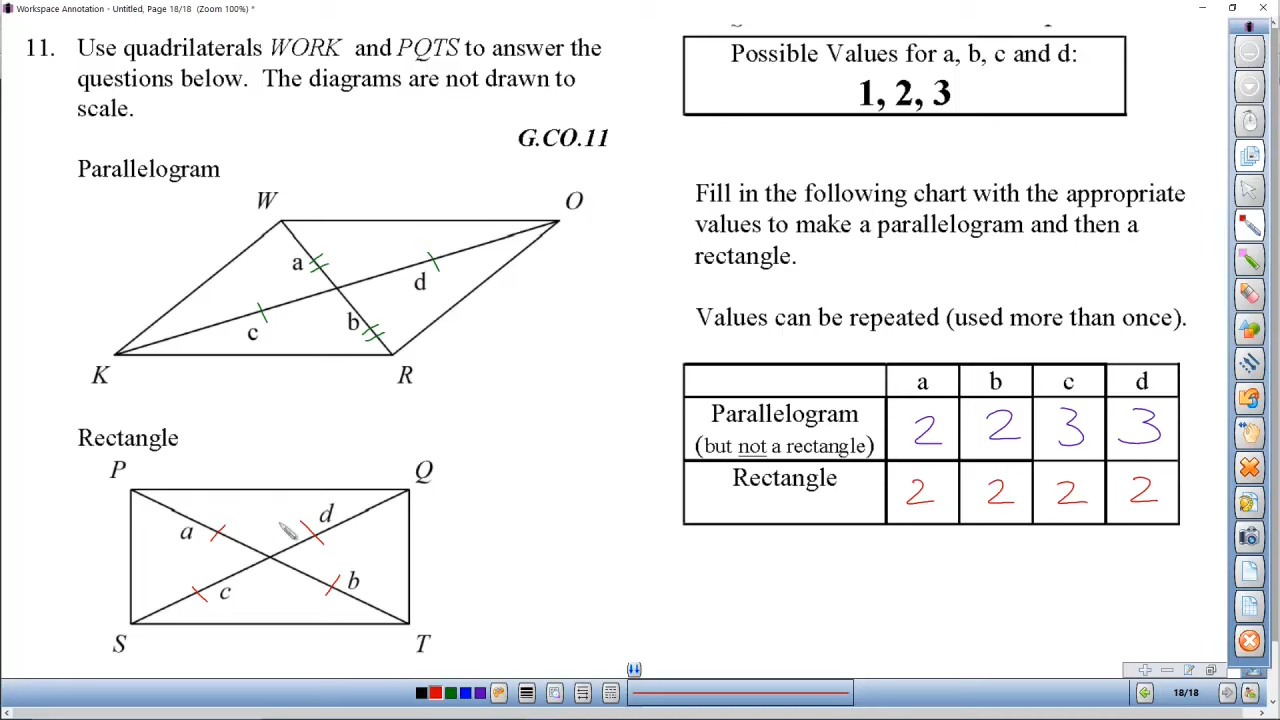 Workspace Annotation - Untitled, Page 18/18 (Zoom 100%) *
11. Use quadrilaterals WORK and PQTS to answer the
questions below. The diagrams are not drawn to
scale.
G.CO.11
Parallelogram
W
O
a
d
c
b
K
R
Rectangle
P
Q
a
d
c
b
S
T
Possible Values for a, b, c and d:
1, 2, 3
Fill in the following chart with the appropriate
values to make a parallelogram and then a
rectangle.
Values can be repeated (used more than once).
a b c d
Parallelogram
(but not a rectangle) 2 2 3 3
Rectangle 2 2 2 2
18/18